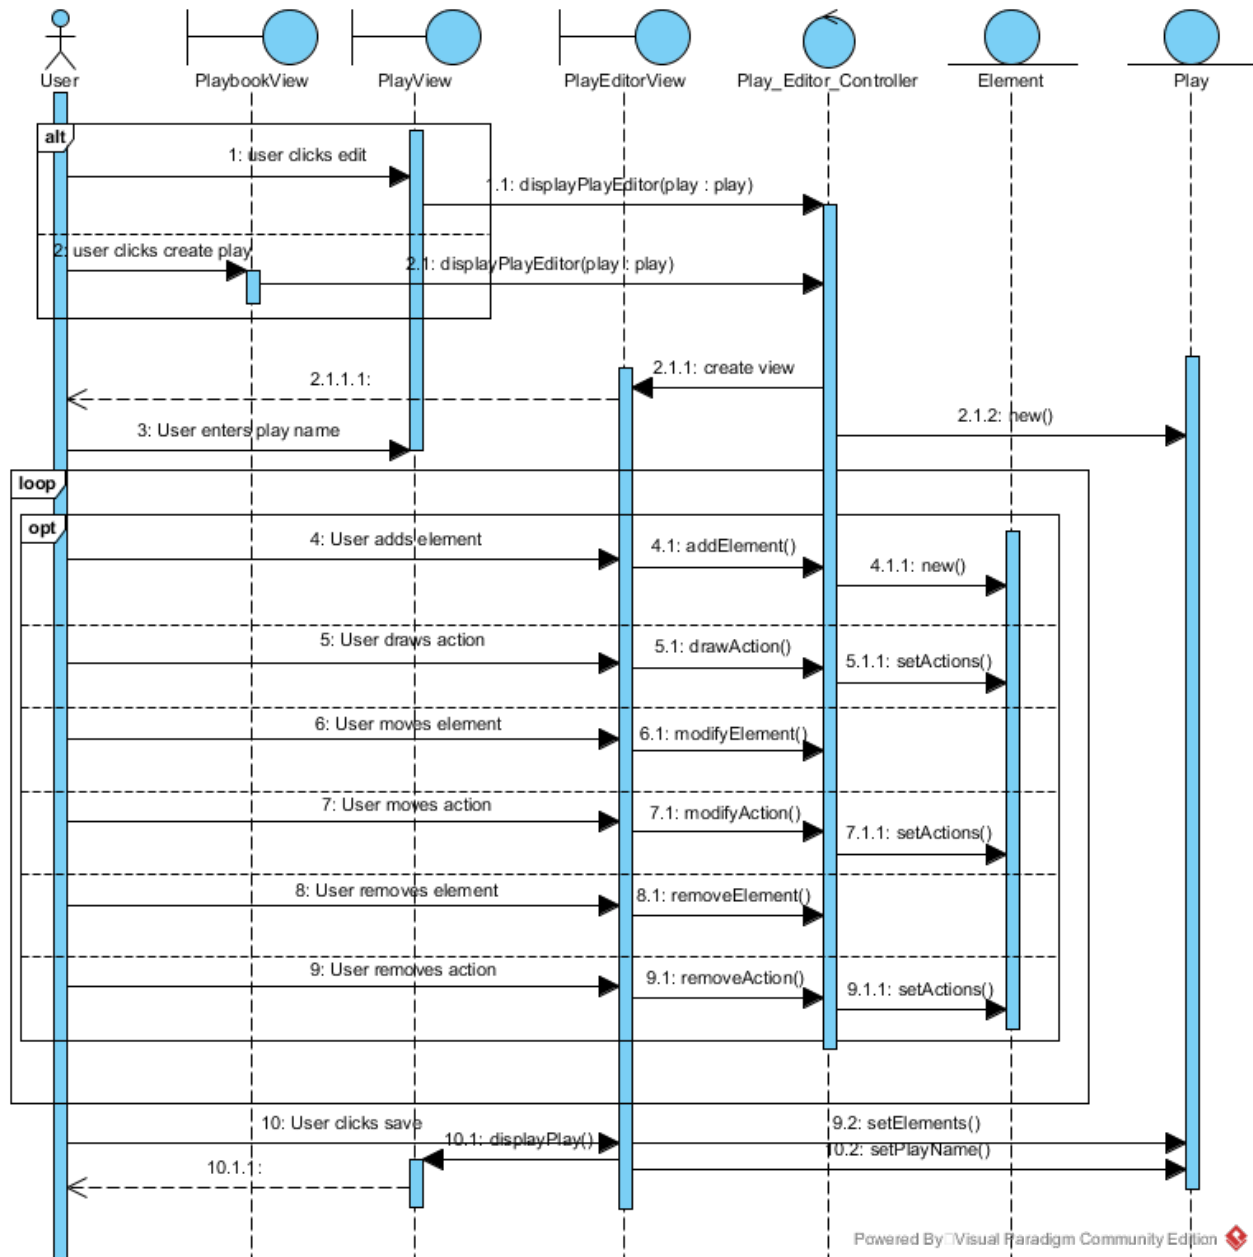 User
PlaybookView
PlayView
PlayEditorView
Play_Editor_Controller
Element
Play
alt
1: user clicks edit
1.1: displayPlayEditor(play : play)
2: user clicks create play
2.1: displayPlayEditor(play : play)
2.1.1: create view
2.1.1.1:
2.1.2: new()
3: User enters play name
loop
opt
4: User adds element
4.1: addElement()
4.1.1: new()
5: User draws action
5.1: drawAction()
5.1.1: setActions()
6: User moves element
6.1: modifyElement()
7: User moves action
7.1: modifyAction()
7.1.1: setActions()
8: User removes element
8.1: removeElement()
9: User removes action
9.1: removeAction()
9.1.1: setActions()
10: User clicks save
9.2: setElements()
10.1: displayPlay()
10.2: setPlayName()
10.1.1:
Powered By Visual Paradigm Community Edition